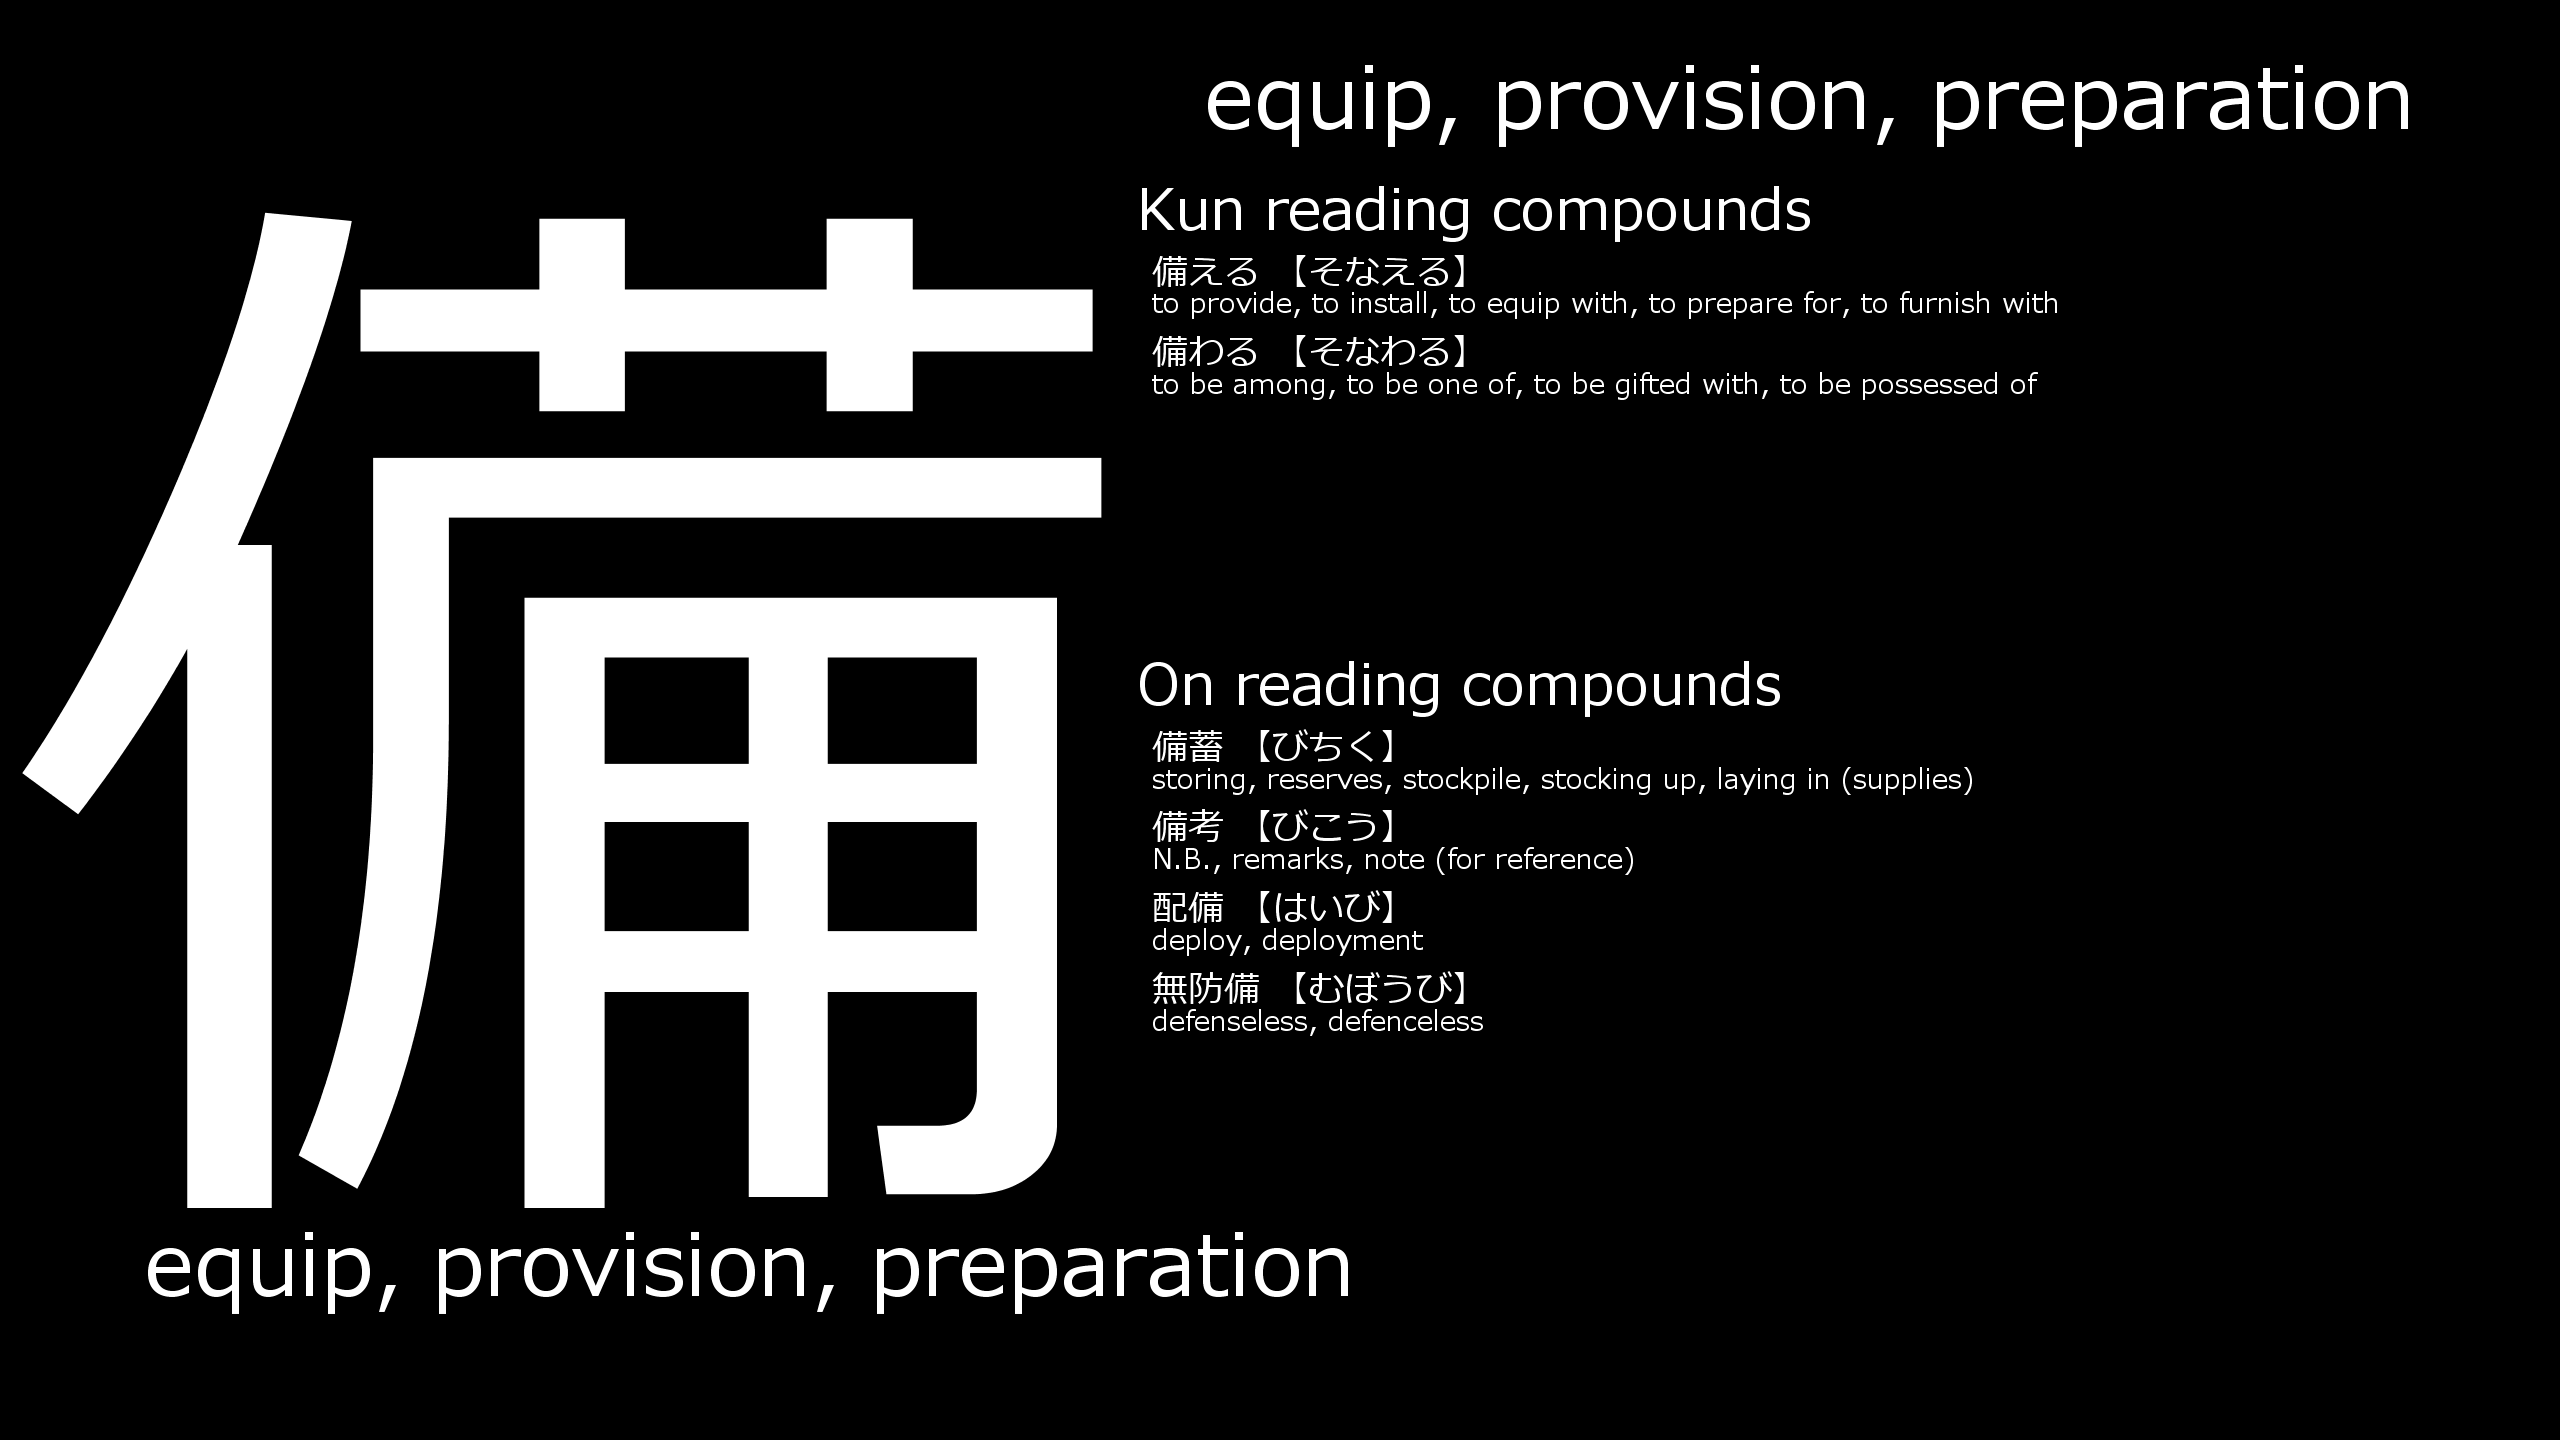 equip, provision, preparation
備
Kun reading compounds
備える 【そなえる】
to provide, to install, to equip with, to prepare for, to furnish with
備わる 【そなわる】
to be among, to be one of, to be gifted with, to be possessed of
On reading compounds
備蓄 【びちく】
storing, reserves, stockpile, stocking up, laying in (supplies)
備考 【びこう】
N.B., remarks, note (for reference)
配備 【はいび】
deploy, deployment
無防備 【むぼうび】
defenseless, defenceless
equip, provision, preparation